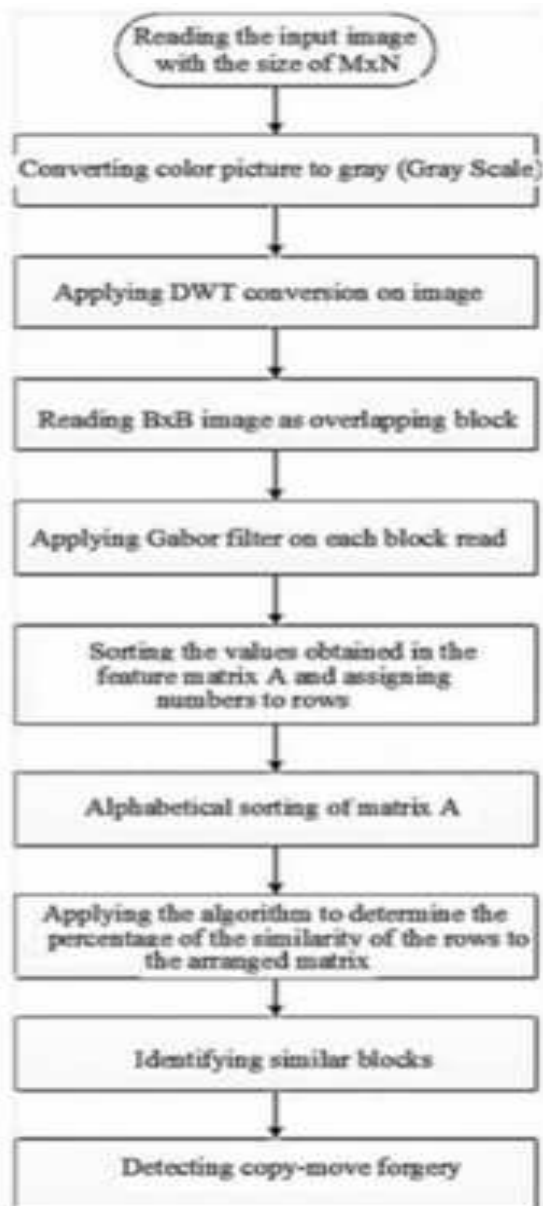 Reading the input image
with the size of MxN
Converting color picture to gray (Gray Scale)
Applying DWT conversion on image
Reading BxB image as overlapping block
Applying Gabor filter on each block read
Sorting the values obtained in the
feature matrix A and assigning
numbers to rows
Alphabetical sorting of matrix A
Applying the algorithm to determine the
percentage of the similarity of the rows to
the arranged matrix
Identifying similar blocks
Detecting copy-move forgery